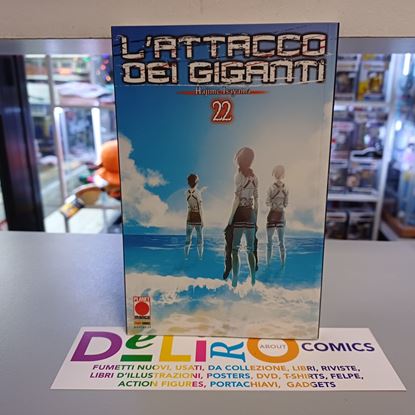 L'ATTACCO
DEI GIGANTI
Hajime Isayama
22
PLANET
manga
DELIRO ABOUT COMICS
FUMETTI NUOVI, USATI, DA COLLEZIONE, LIBRI, RIVISTE,
LIBRI D'ILLUSTRAZIONI, POSTERS, DVD, T-SHIRTS, FELPE,
ACTION FIGURES, PORTACHIAVI, GADGETS